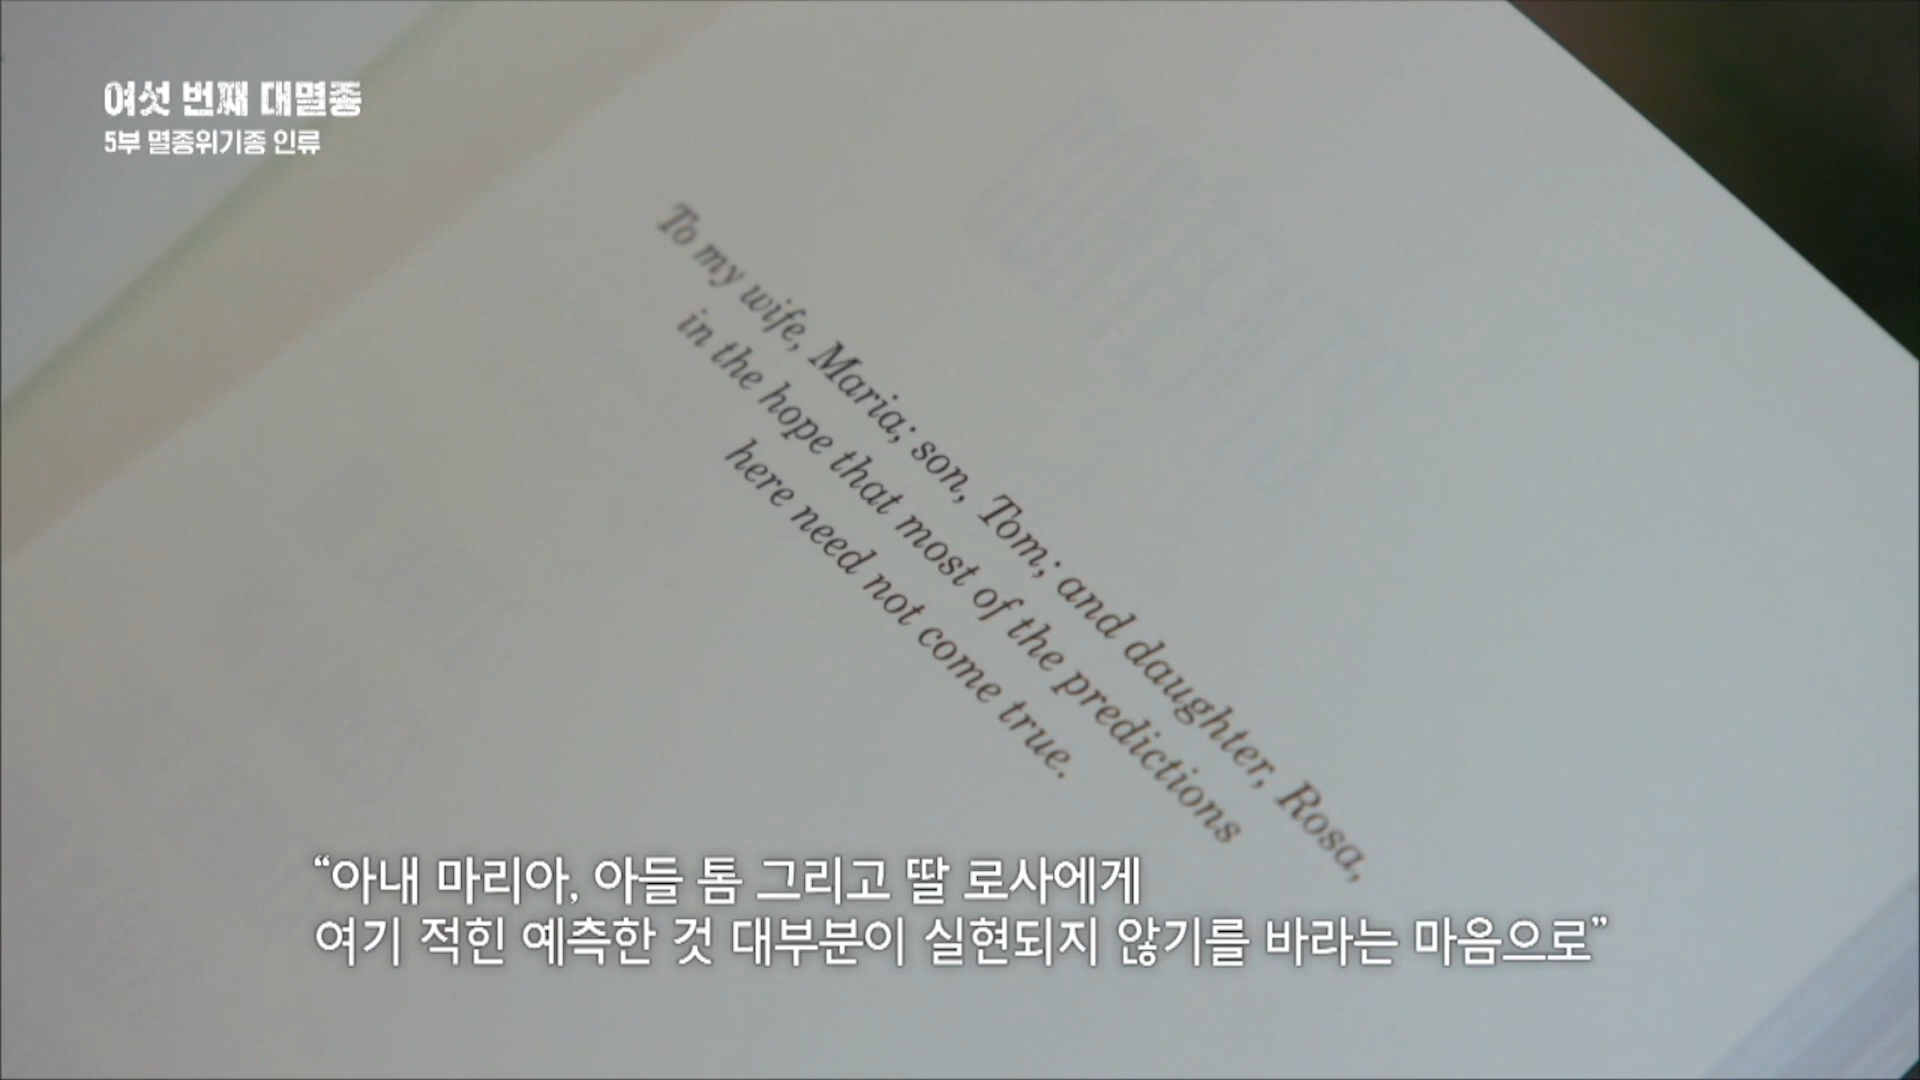 여섯 번째 대멸종
5부 멸종위기종 인류
CONTENTS
To my wife, Maria; son, Tom; and daughter, Rosa,
in the hope that most of the predictions
here need not come true.
“아내 마리아, 아들 톰 그리고 딸 로사에게
여기 적힌 예측한 것 대부분이 실현되지 않기를 바라는 마음으로”